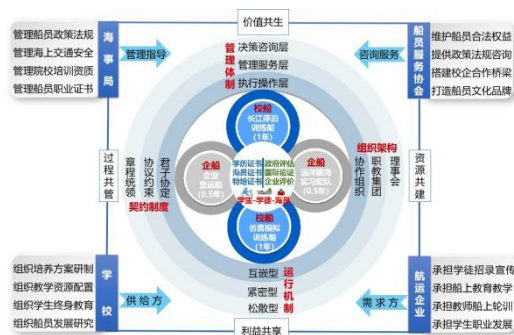 价值共生
海事局
管理船员政策法规
管理海上交通安全
管理院校培训资质
管理船员职业证书
管理指导
管理体制
决策咨询层
管理服务层
执行操作层
咨询服务
船员服务协会
维护船员合法权益
提供政策法规咨询
搭建校企合作桥梁
打造船员文化品牌
校船
长江停泊
训练船
(1年)
过程共管
章程统领
协议约束
君子协定
契约制度
企船
企业
营运船
(0.5年)
学历证书
海员证书
特培证书
政府评估
国际论证
企业评价
学生-学徒-海员
企船
远洋跟岗
实习船队
(0.5年)
组织架构
协作组织
职教集团
理事会
资源共建
校船
仿真模拟
训练船
(1年)
学校
组织培养方案研制
组织教学资源配置
组织学生终身教育
组织船员发展研究
供给方
互嵌型
紧密型
松散型
运行机制
需求方
航运企业
承担学徒招录宣传
承担船上教育教学
承担教师船上轮训
承担学生职业发展
利益共享